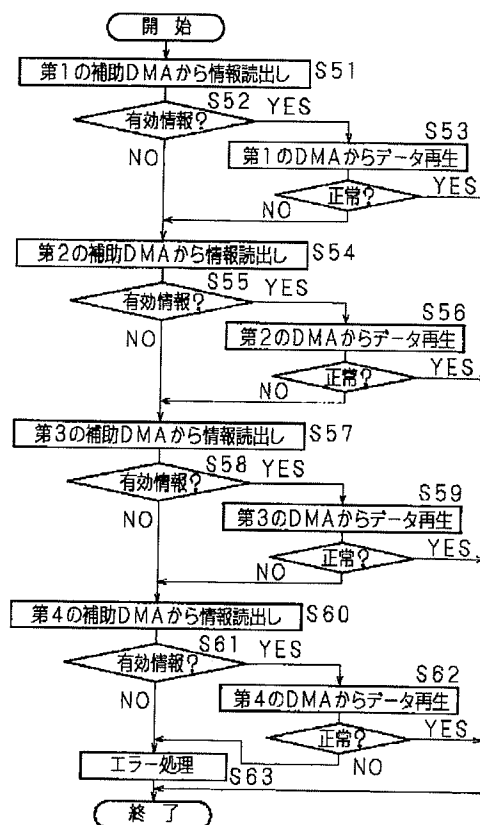 開始
第1の補助DMAから情報読出し S51
S52 YES
有効情報?
S53
NO
第1のDMAからデータ再生
正常? YES
NO
第2の補助DMAから情報読出し S54
S55 YES
有効情報?
S56
NO
第2のDMAからデータ再生
正常? YES
NO
第3の補助DMAから情報読出し S57
S58 YES
有効情報?
S59
NO
第3のDMAからデータ再生
正常? YES
NO
第4の補助DMAから情報読出し S60
S61 YES
有効情報?
S62
NO
第4のDMAからデータ再生
正常? YES
NO
エラー処理 S63
終了